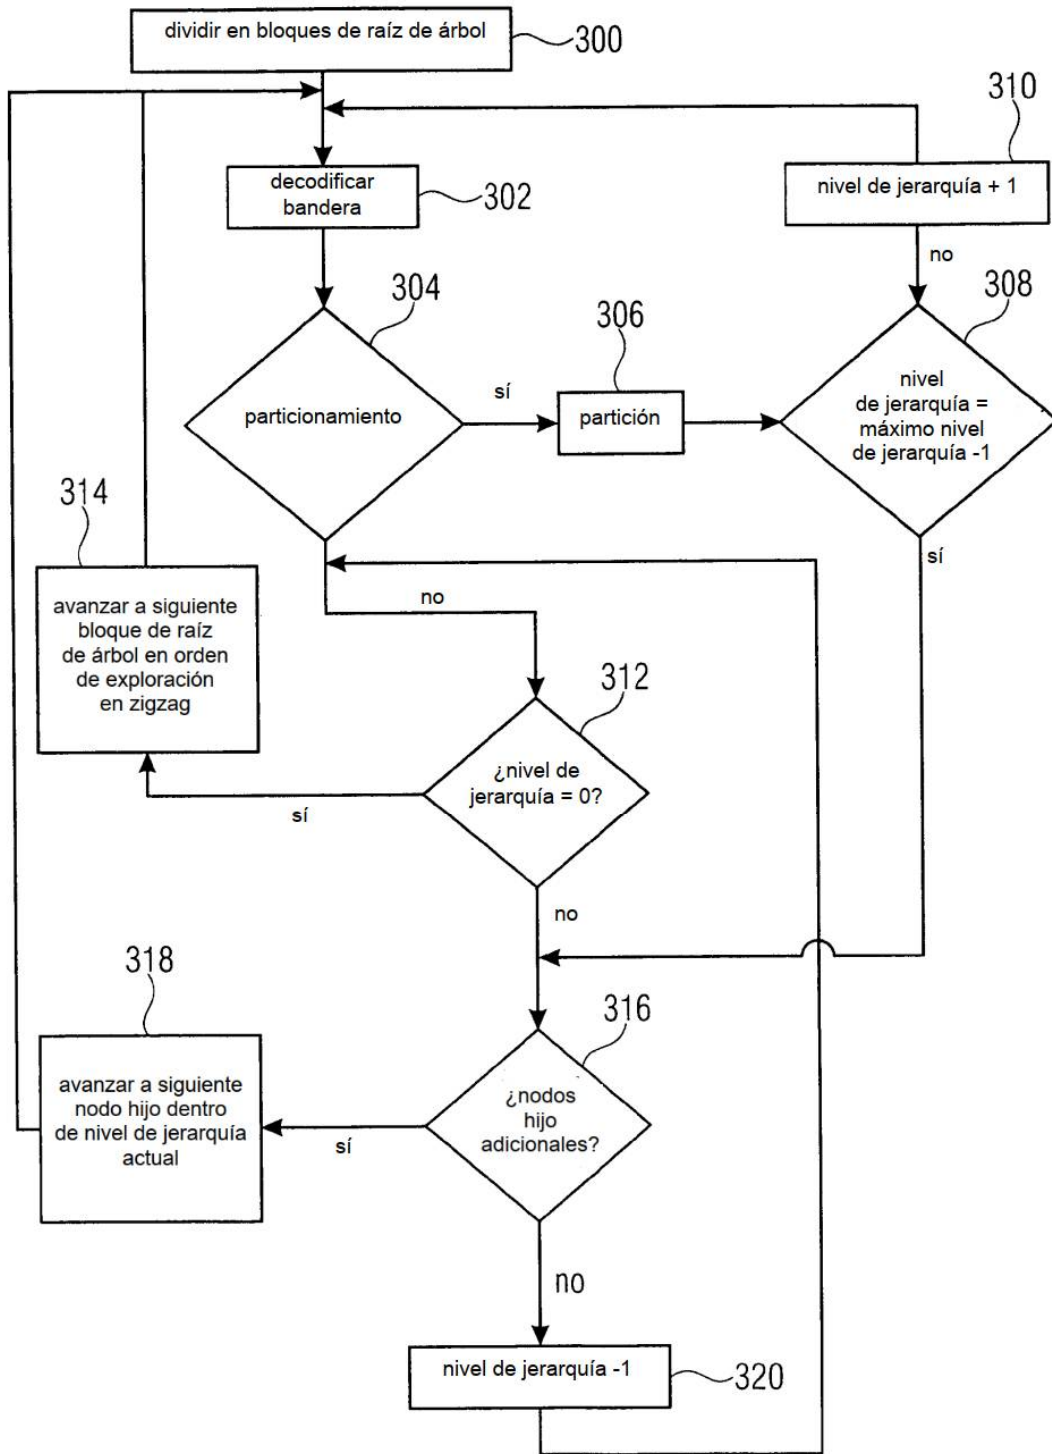 dividir en bloques de raíz de árbol
300
310
nivel de jerarquía + 1
decodificar
bandera
302
no
304
306
308
particionamiento
sí
partición
nivel
de jerarquía =
máximo nivel
de jerarquía -1
314
sí
avanzar a siguiente
bloque de raíz
de árbol en orden
de exploración
en zigzag
no
312
¿nivel de
jerarquía = 0?
sí
no
318
316
avanzar a siguiente
nodo hijo dentro
de nivel de jerarquía
actual
¿nodos
hijo
adicionales?
sí
no
nivel de jerarquía -1
320